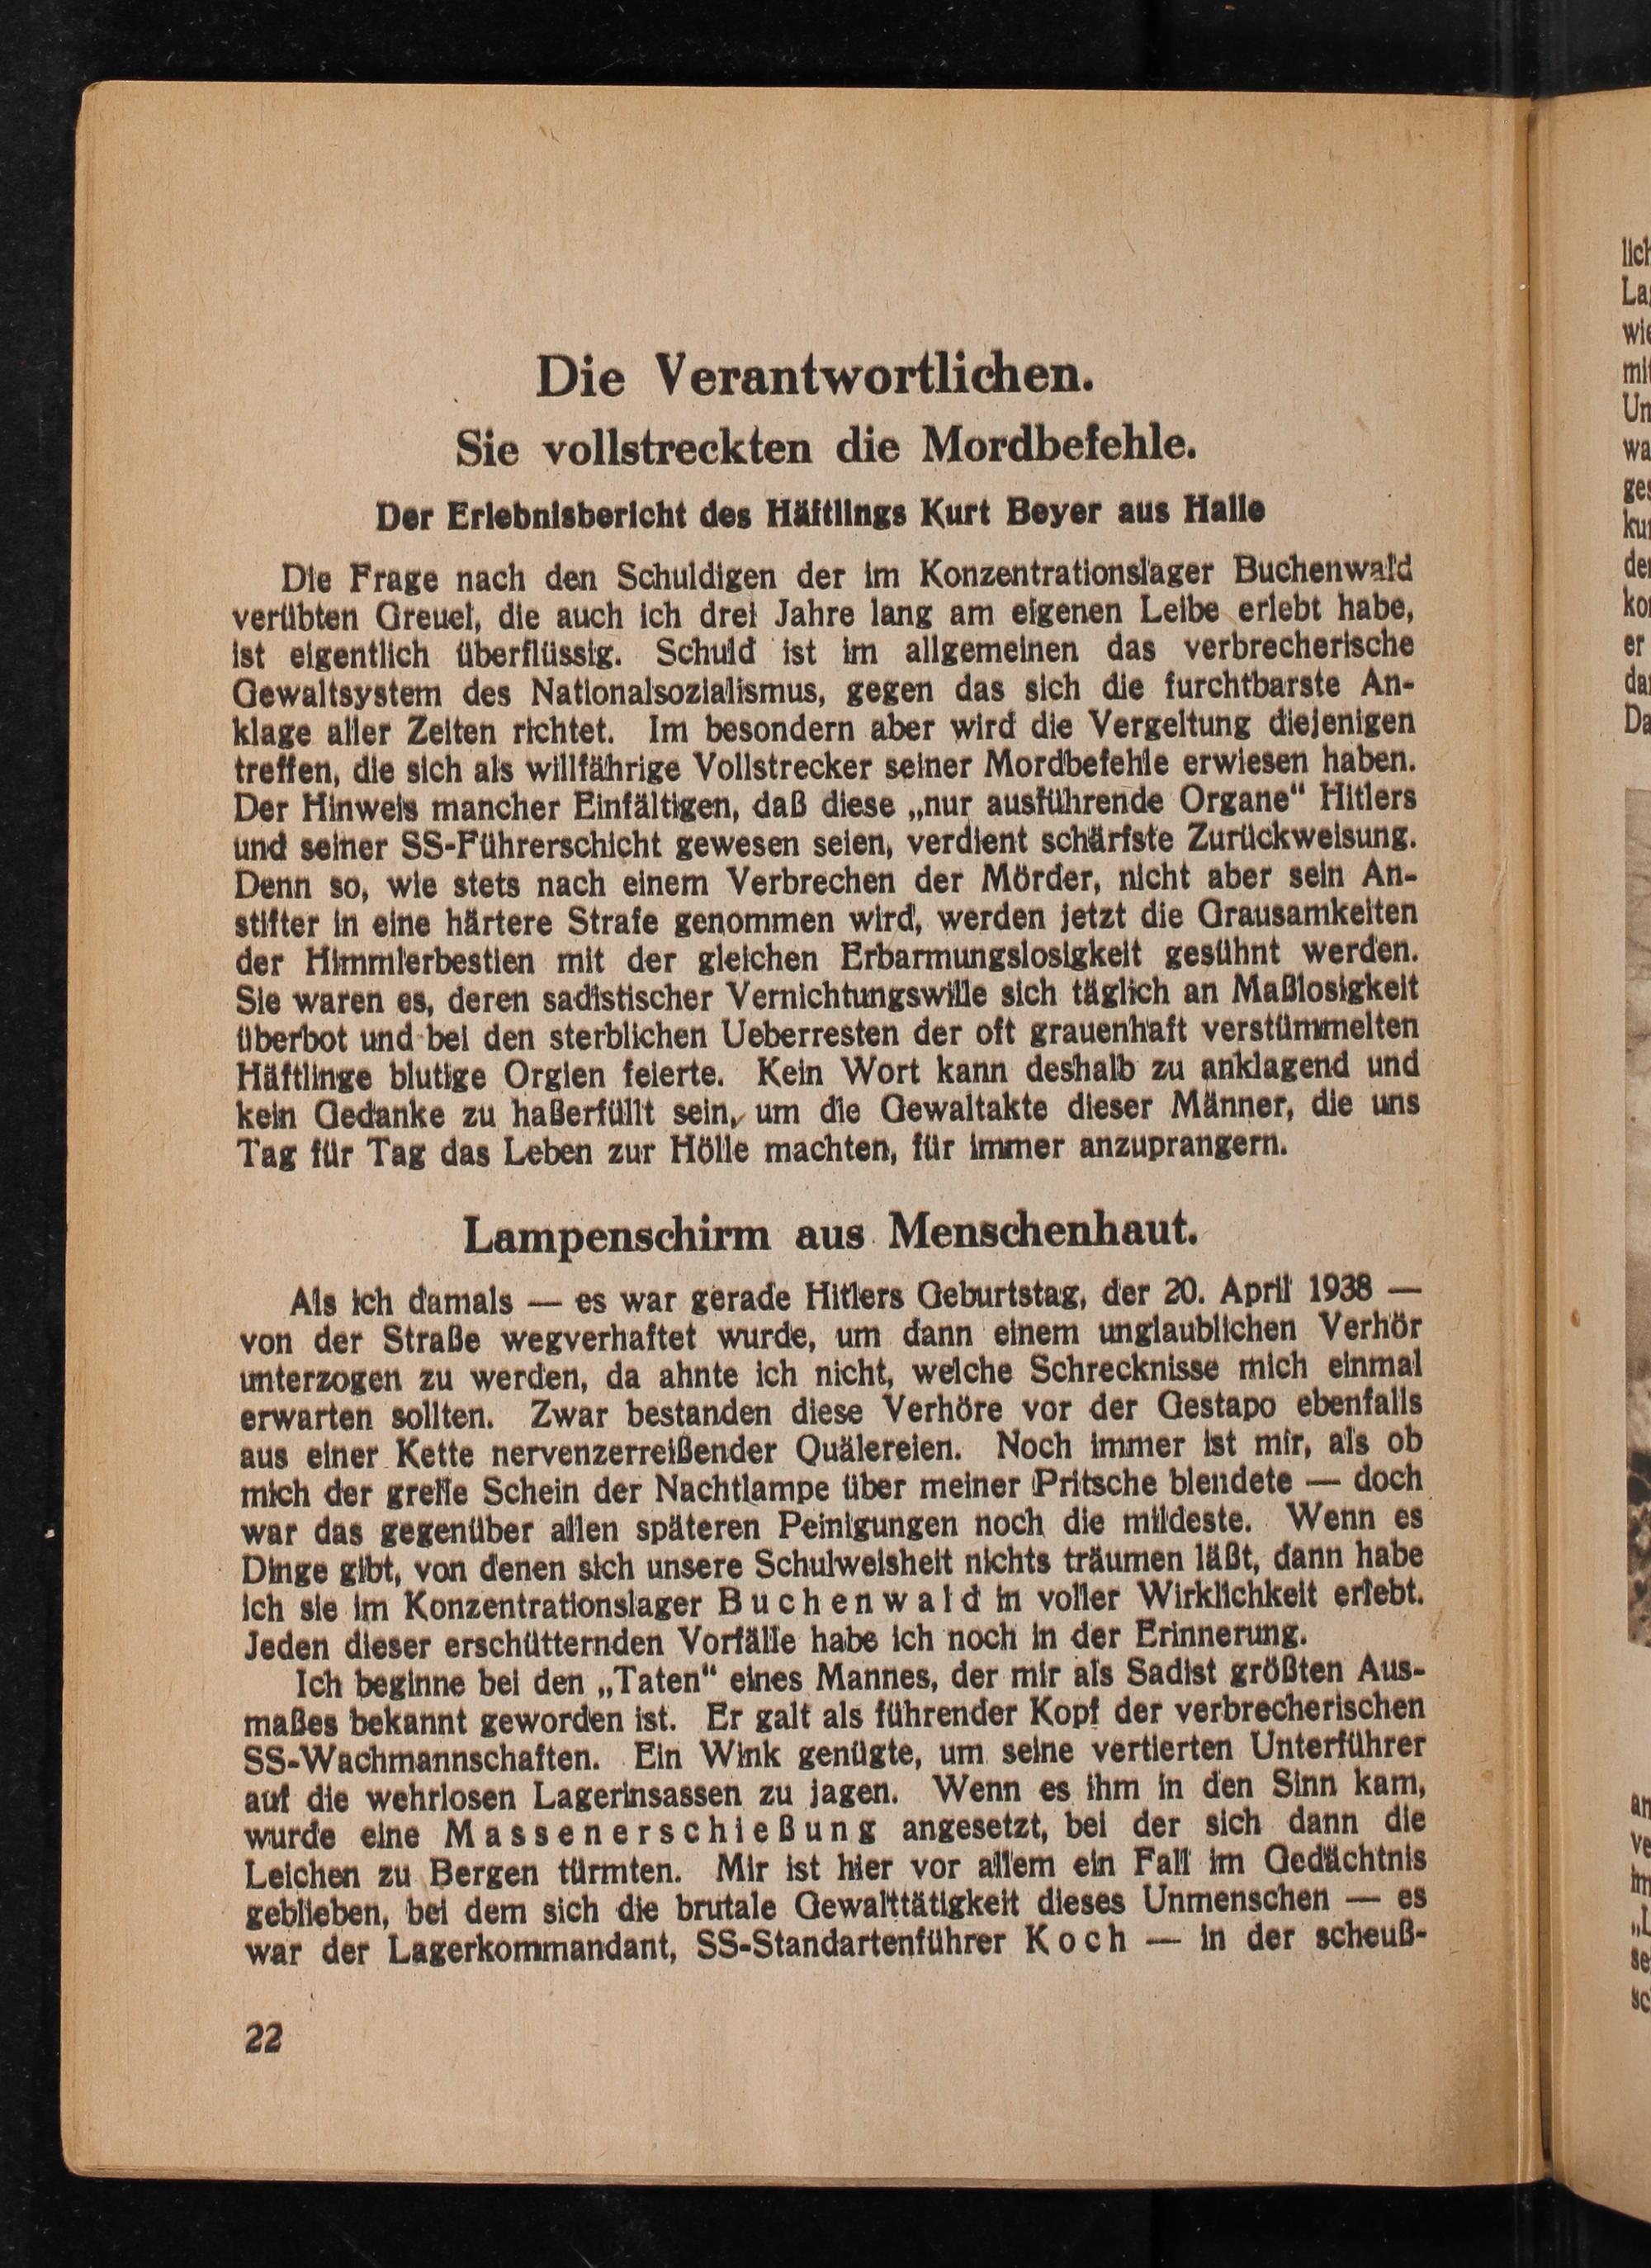 Die Verantwortlichen.
Sie vollstreckten die Mordbefehle.
Der Erlebnisbericht des Häftlings Kurt Beyer aus Halle
Die Frage nach den Schuldigen der im Konzentrationslager Buchenwald
verübten Greuel, die auch ich drei Jahre lang am eigenen Leibe erlebt habe,
ist eigentlich überflüssig. Schuld ist im allgemeinen das verbrecherische
Gewaltsystem des Nationalsozialismus, gegen das sich die furchtbarste An-
klage aller Zeiten richtet. Im besondern aber wird die Vergeltung diejenigen
treffen, die sich als willfährige Vollstrecker seiner Mordbefehle erwiesen haben.
Der Hinweis mancher Einfältigen, daß diese „nur ausführende Organe“ Hitlers
und seiner SS-Führerschicht gewesen seien, verdient schärfste Zurückweisung.
Denn so, wie stets nach einem Verbrechen der Mörder, nicht aber sein An-
stifter in eine härtere Strafe genommen wird, werden jetzt die Grausamkeiten
der Himmlerbestien mit der gleichen Erbarmungslosigkeit gesühnt werden.
Sie waren es, deren sadistischer Vernichtungswille sich täglich an Maßlosigkeit
überbot und bei den sterblichen Ueberresten der oft grauenhaft verstümmelten
Häftlinge blutige Orgien feierte. Kein Wort kann deshalb zu anklagend und
kein Gedanke zu haßerfüllt sein, um die Gewaltakte dieser Männer, die uns
Tag für Tag das Leben zur Hölle machten, für immer anzuprangern.
Lampenschirm aus Menschenhaut.
Als ich damals — es war gerade Hitlers Geburtstag, der 20. April 1938 —
von der Straße wegverhaftet wurde, um dann einem unglaublichen Verhör
unterzogen zu werden, da ahnte ich nicht, welche Schrecknisse mich einmal
erwarten sollten. Zwar bestanden diese Verhöre vor der Gestapo ebenfalls
aus einer Kette nervenzerreißender Quälereien. Noch immer ist mir, als ob
mich der grelle Schein der Nachtlampe über meiner Pritsche blendete — doch
war das gegenüber allen späteren Peinigungen noch die mildeste. Wenn es
Dinge gibt, von denen sich unsere Schulweisheit nichts träumen läßt, dann habe
ich sie im Konzentrationslager Buchenwald in voller Wirklichkeit erlebt.
Jeden dieser erschütternden Vorfälle habe ich noch in der Erinnerung.
Ich beginne bei den „Taten“ eines Mannes, der mir als Sadist größten Aus-
maßes bekannt geworden ist. Er galt als führender Kopf der verbrecherischen
SS-Wachmannschaften. Ein Wink genügte, um seine vertierten Unterführer
auf die wehrlosen Lagerinsassen zu jagen. Wenn es ihm in den Sinn kam,
wurde eine Massenerschießung angesetzt, bei der sich dann die
Leichen zu Bergen türmten. Mir ist hier vor allem ein Fall im Gedächtnis
geblieben, bei dem sich die brutale Gewalttätigkeit dieses Unmenschen — es
war der Lagerkommandant, SS-Standartenführer Koch — in der scheuß-
22